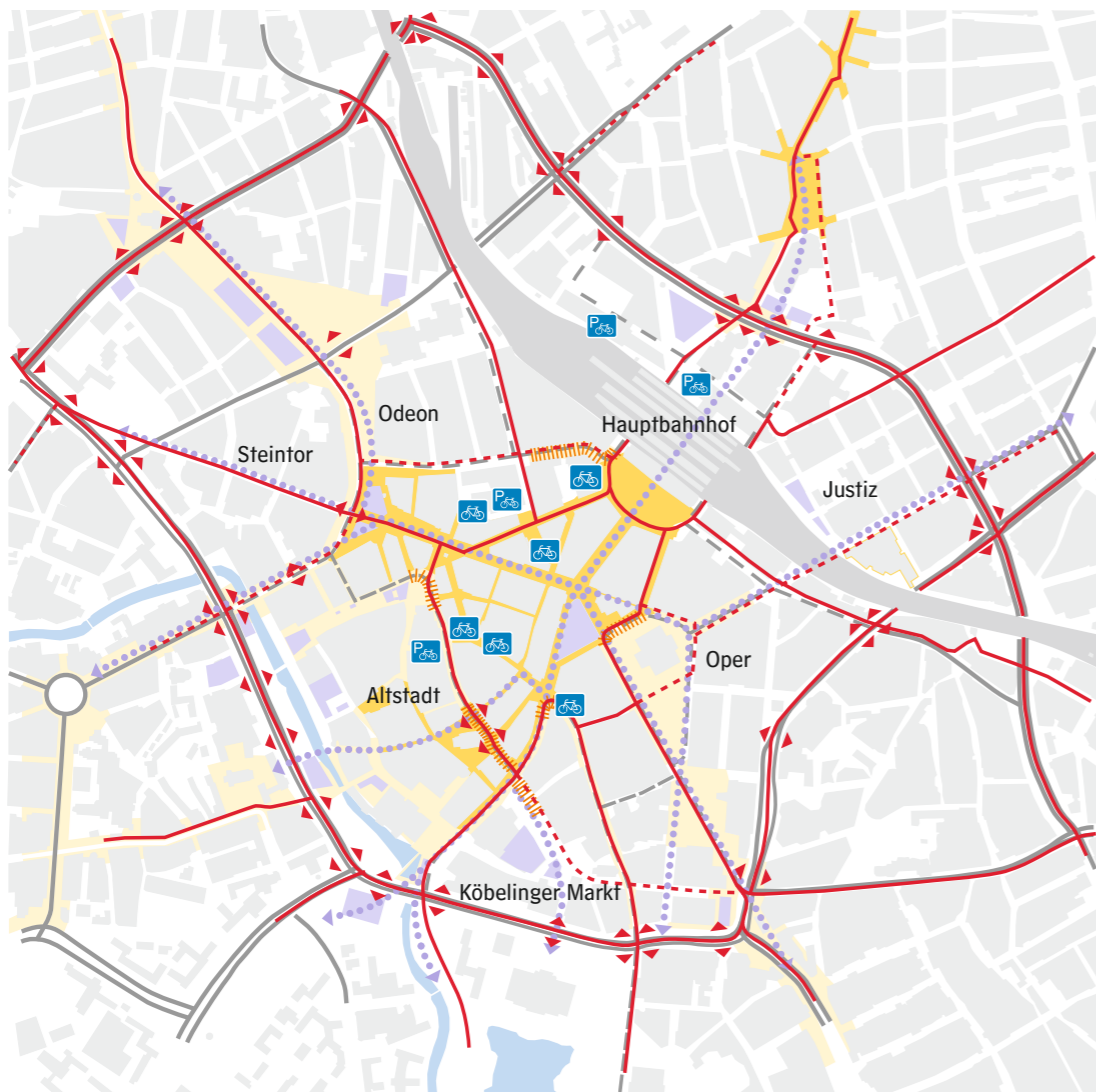 P
P
Odeon
Hauptbahnhof
Steintor
Justiz
P
P
Oper
Altstadt
Köbelinger Markt